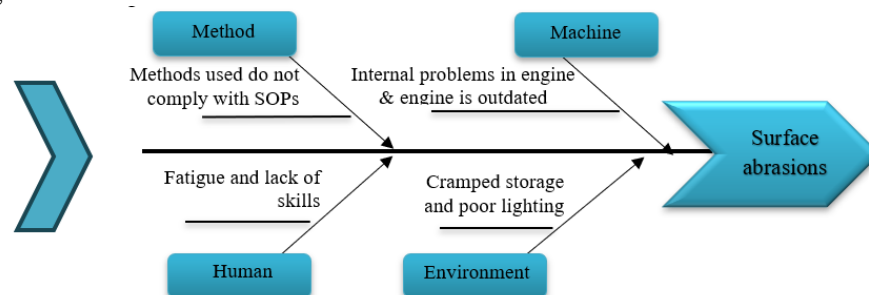 Method
Machine
Methods used do not
comply with SOPs
Internal problems in engine
& engine is outdated
Surface
abrasions
Fatigue and lack of
skills
Cramped storage
and poor lighting
Human
Environment